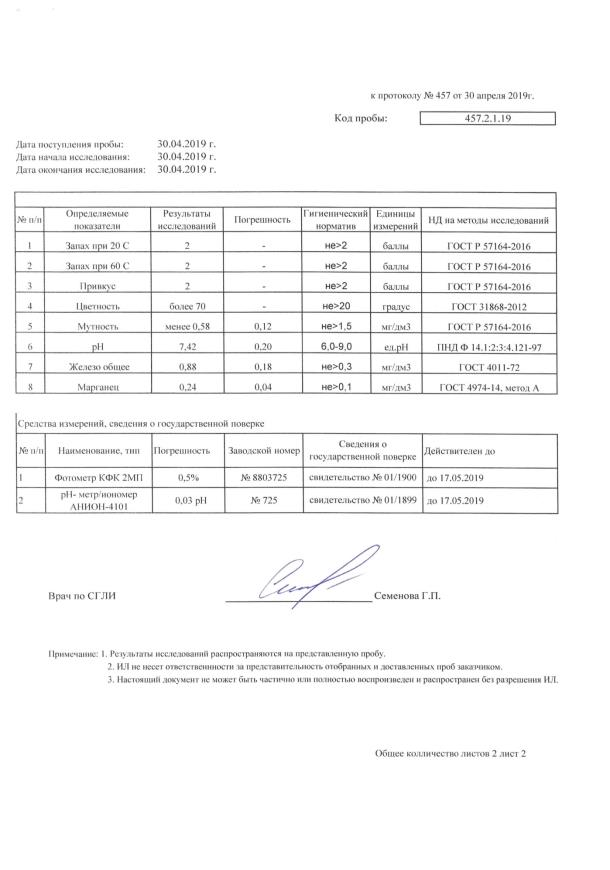 к протоколу № 457 от 30 апреля 2019г.
Код пробы: 457.2.1.19
Дата поступления пробы: 30.04.2019 г.
Дата начала исследования: 30.04.2019 г.
Дата окончания исследования: 30.04.2019 г.
№ п/п Определяемые показатели Результаты исследований Погрешность Гигиенический норматив Единицы измерений НД на методы исследований
1 Запах при 20 С 2 - не>2 баллы ГОСТ Р 57164-2016
2 Запах при 60 С 2 - не>2 баллы ГОСТ Р 57164-2016
3 Привкус 2 - не>2 баллы ГОСТ Р 57164-2016
4 Цветность более 70 - не>20 градус ГОСТ 31868-2012
5 Мутность менее 0,58 0,12 не>1,5 мг/дм3 ГОСТ Р 57164-2016
6 pH 7,42 0,20 6,0-9,0 ед.pH ПНД Ф 14.1:2:3:4.121-97
7 Железо общее 0,88 0,18 не>0,3 мг/дм3 ГОСТ 4011-72
8 Марганец 0,24 0,04 не>0,1 мг/дм3 ГОСТ 4974-14, метод А
Средства измерений, сведения о государственной поверке
№ п/п Наименование, тип Погрешность Заводской номер Сведения о государственной поверке Действителен до
1 Фотометр КФК 2МП 0,5% № 8803725 свидетельство № 01/1900 до 17.05.2019
2 pH- метр/иономер АНИОН-4101 0,03 pH № 725 свидетельство № 01/1899 до 17.05.2019
Врач по СГЛИ Семенова Г.П.
Примечание: 1. Результаты исследований распространяются на представленную пробу.
2. ИЛ не несет ответственнности за представительность отобранных и доставленных проб заказчиком.
3. Настоящий документ не может быть частично или полностью воспроизведен и распространен без разрешения ИЛ.
Общее колличество листов 2 лист 2